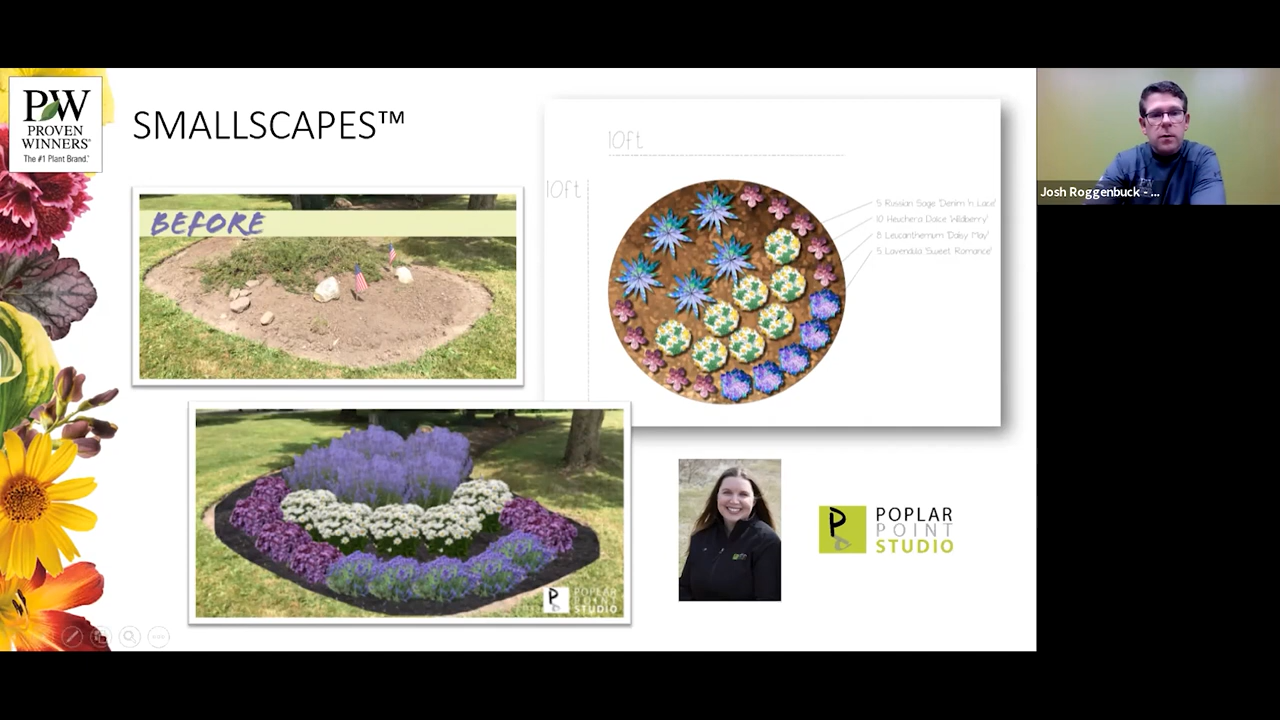 PW
PROVEN
WINNERS®
The #1 Plant Brand.®
SMALLSCAPES™
BEFORE
10ft
10ft
5 Russian Sage 'Denim 'n Lace'
10 Heuchera Dolce 'Wildberry'
8 Leucanthemum 'Daisy May'
5 Lavendula 'Sweet Romance'
POPLAR
POINT
STUDIO
POPLAR
POINT
STUDIO
Josh Roggenbuck - ...